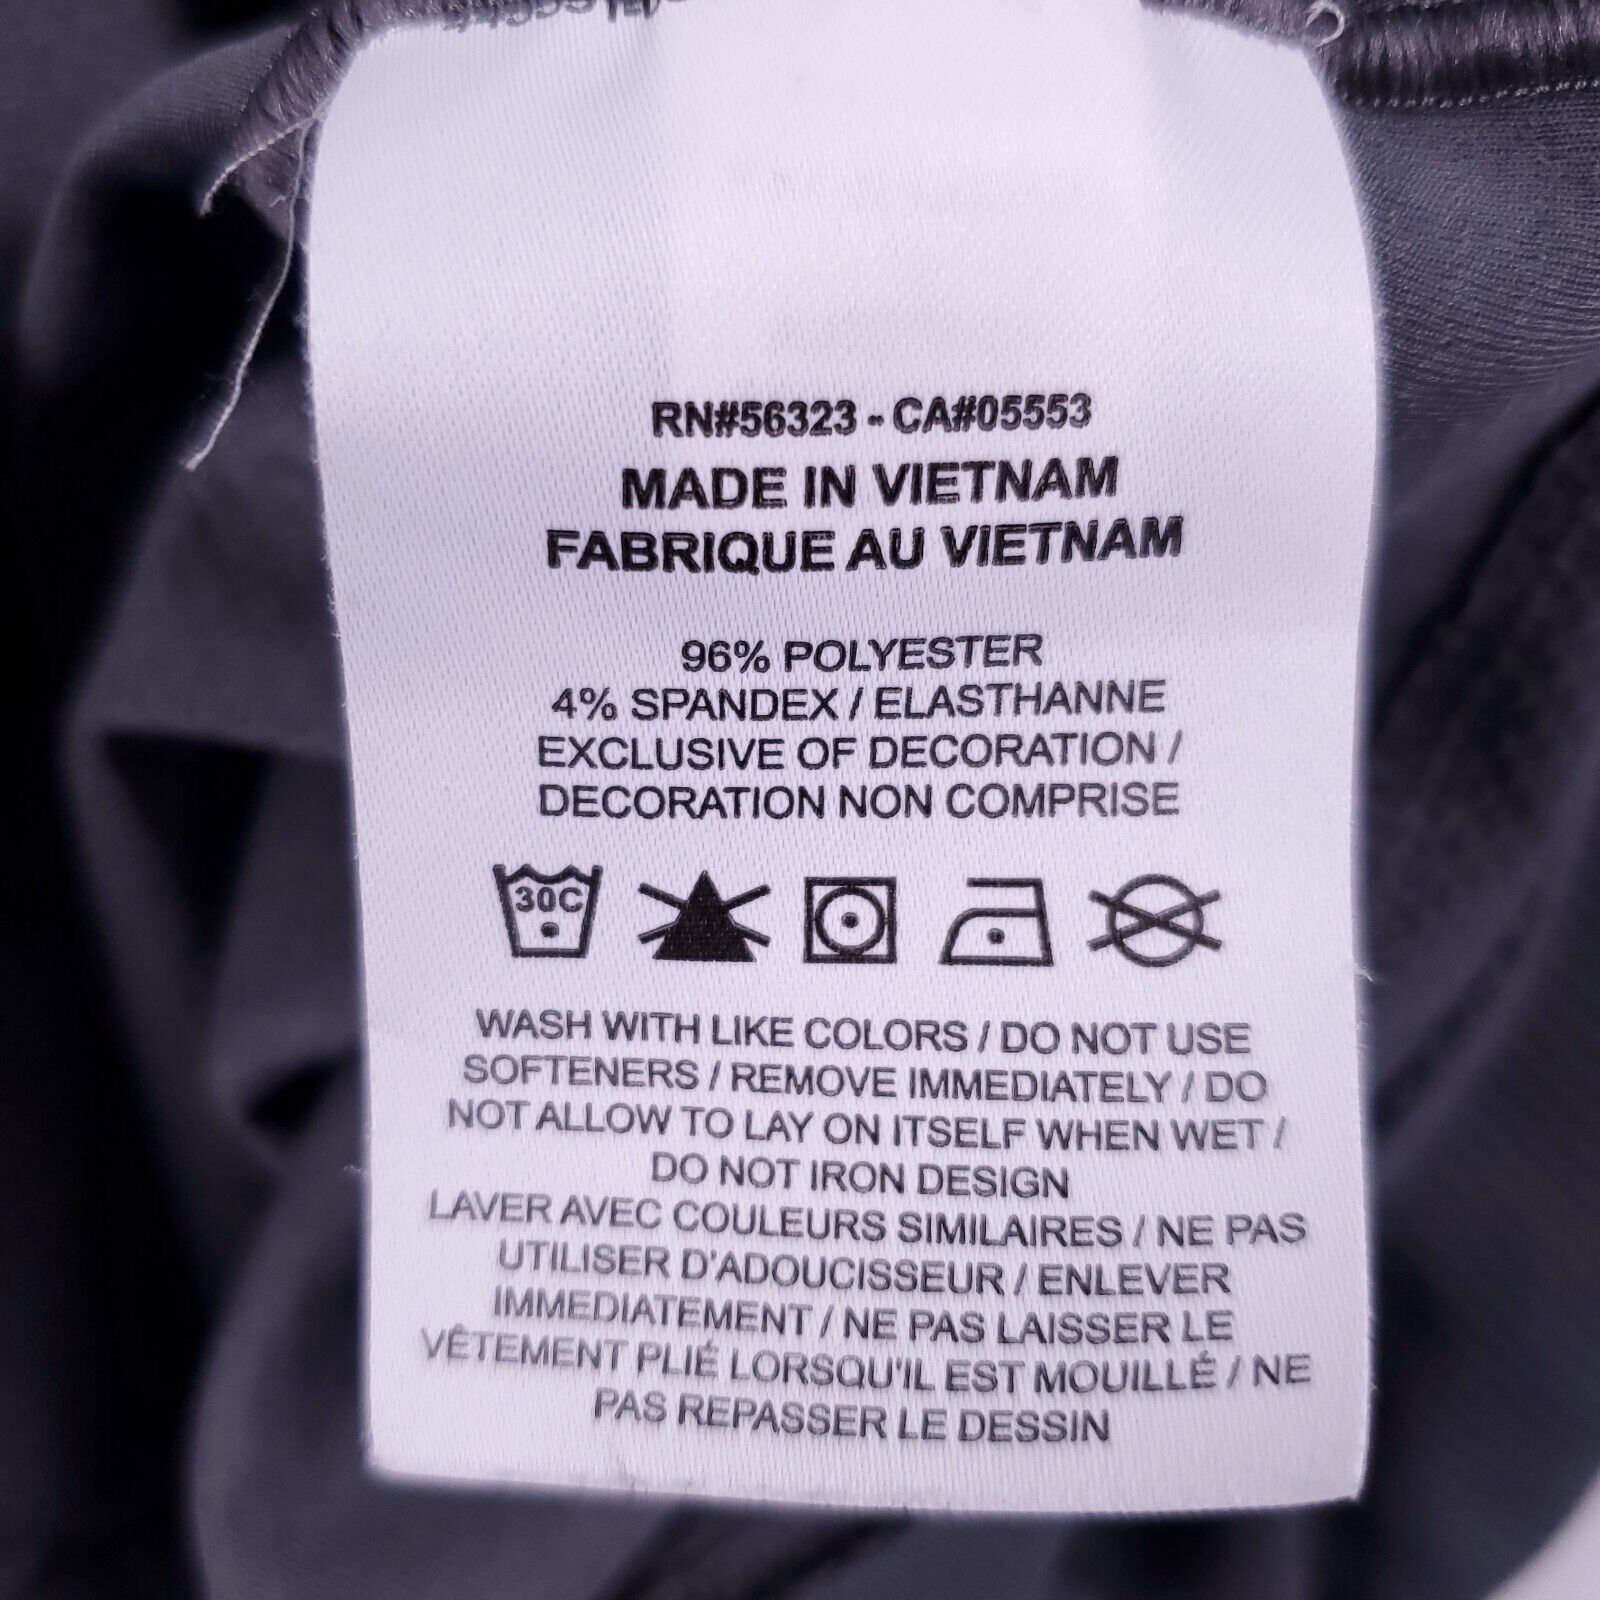 RN#56323 - CA#05553
MADE IN VIETNAM
FABRIQUE AU VIETNAM
96% POLYESTER
4% SPANDEX / ELASTHANNE
EXCLUSIVE OF DECORATION /
DECORATION NON COMPRISE
30C
WASH WITH LIKE COLORS / DO NOT USE
SOFTENERS / REMOVE IMMEDIATELY / DO
NOT ALLOW TO LAY ON ITSELF WHEN WET /
DO NOT IRON DESIGN
LAVER AVEC COULEURS SIMILAIRES / NE PAS
UTILISER D'ADOUCISSEUR / ENLEVER
IMMEDIATEMENT / NE PAS LAISSER LE
VÊTEMENT PLIÉ LORSQU'IL EST MOUILLÉ / NE
PAS REPASSER LE DESSIN